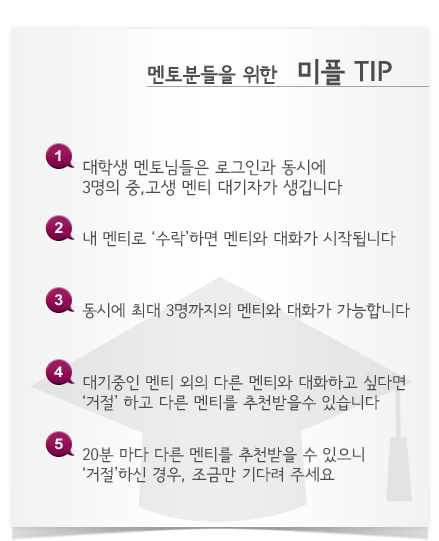 멘토분들을 위한 미플 TIP
1
대학생 멘토님들은 로그인과 동시에
3명의 중,고생 멘티 대기자가 생깁니다
2
내 멘티로 '수락'하면 멘티와 대화가 시작됩니다
3
동시에 최대 3명까지의 멘티와 대화가 가능합니다
4
대기중인 멘티 외의 다른 멘티와 대화하고 싶다면
'거절' 하고 다른 멘티를 추천받을수 있습니다
5
20분 마다 다른 멘티를 추천받을 수 있으니
'거절'하신 경우, 조금만 기다려 주세요